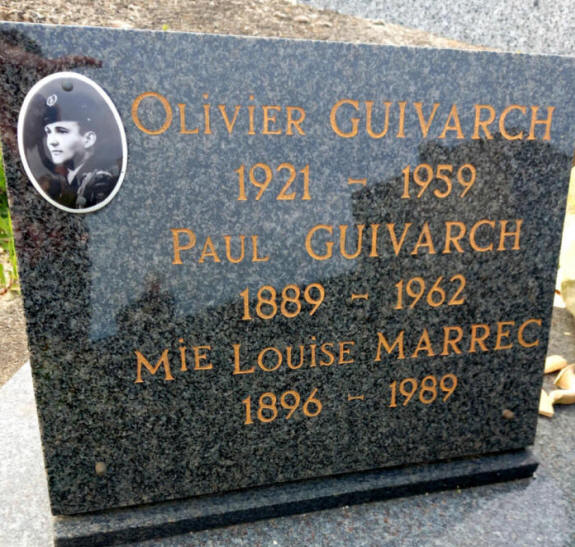 Olivier GUIVARCH
1921 - 1959
Paul GUIVARCH
1889 - 1962
Mie Louise MARREC
1896 - 1989